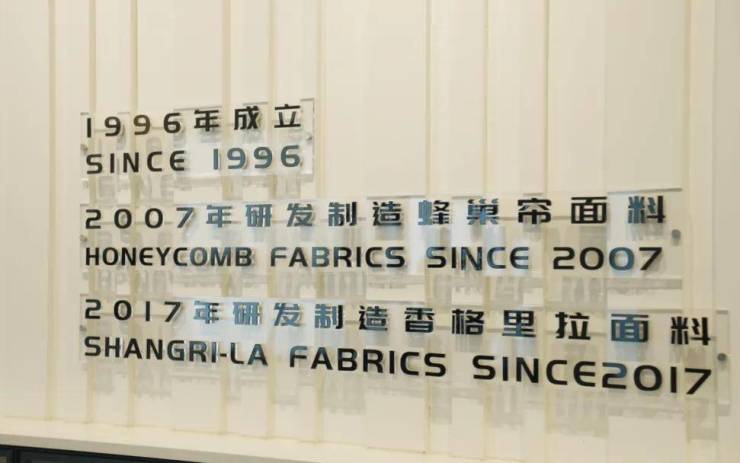 1996年成立
SINCE 1996
2007年研发制造蜂巢帘面料
HONEYCOMB FABRICS SINCE 2007
2017年研发制造香格里拉面料
SHANGRI-LA FABRICS SINCE2017